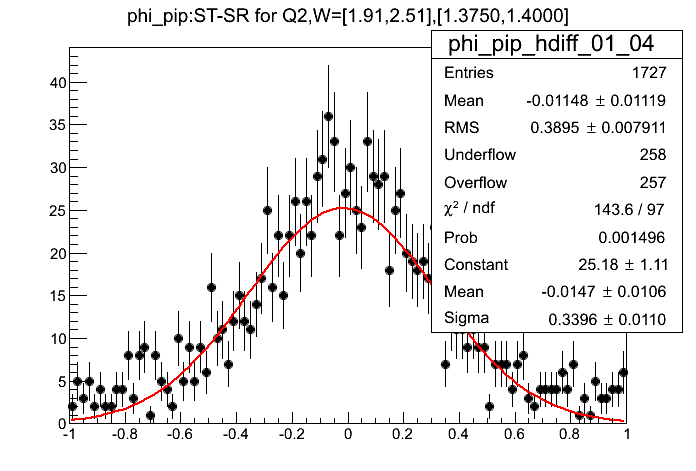 phi_pip:ST-SR for Q2,W=[1.91,2.51],[1.3750,1.4000]
phi_pip_hdiff_01_04
Entries 1727
Mean -0.01148 ± 0.01119
RMS 0.3895 ± 0.007911
Underflow 258
Overflow 257
χ² / ndf 143.6 / 97
Prob 0.001496
Constant 25.18 ± 1.11
Mean -0.0147 ± 0.0106
Sigma 0.3396 ± 0.0110
40
35
30
25
20
15
10
5
0
-1 -0.8 -0.6 -0.4 -0.2 0 0.2 0.4 0.6 0.8 1